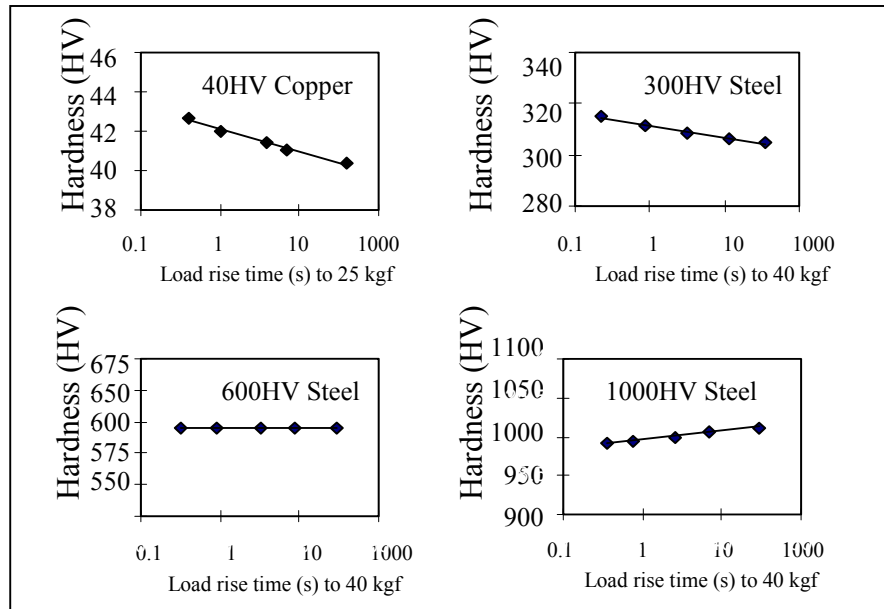 Hardness (HV)
46
44
42
40
38
40HV Copper
0.1 1 10 1000
Load rise time (s) to 25 kgf
Hardness (HV)
340
320
300
280
300HV Steel
0.1 1 10 100
Load rise time (s) to 40 kgf
Hardness (HV)
675
650
600
575
550
600HV Steel
0.1 1 10 1000
Load rise time (s) to 40 kgf
Hardness (HV)
1100
1050
1000
950
900
1000HV Steel
0.1 1 10 1000
Load rise time (s) to 40 kgf